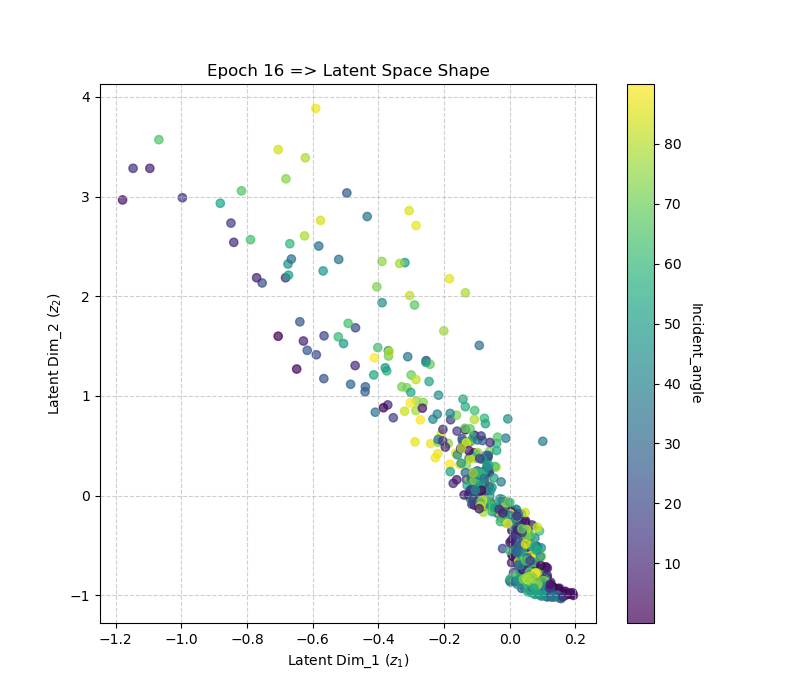 Epoch 16 => Latent Space Shape
Latent Dim_2 (z₂)
4
3
2
1
0
−1
−1.2 −1.0 −0.8 −0.6 −0.4 −0.2 0.0 0.2
Latent Dim_1 (z₁)
80
70
60
50
40
30
20
10
Incident_angle